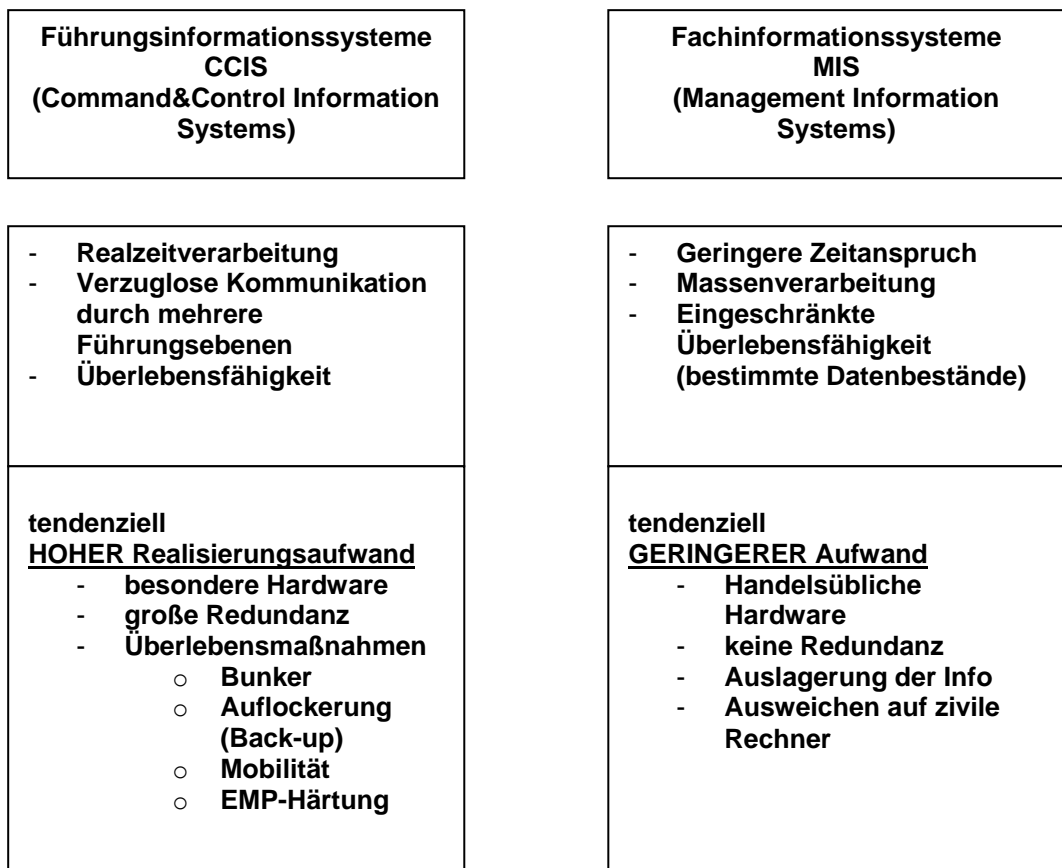 Führungsinformationssysteme
CCIS
(Command&Control Information
Systems)
Fachinformationssysteme
MIS
(Management Information
Systems)
- Realzeitverarbeitung
- Verzuglose Kommunikation
durch mehrere
Führungsebenen
- Überlebensfähigkeit
- Geringere Zeitanspruch
- Massenverarbeitung
- Eingeschränkte
Überlebensfähigkeit
(bestimmte Datenbestände)
tendenziell
HOHER Realisierungsaufwand
- besondere Hardware
- große Redundanz
- Überlebensmaßnahmen
o Bunker
o Auflockerung
(Back-up)
o Mobilität
o EMP-Härtung
tendenziell
GERINGERER Aufwand
- Handelsübliche
Hardware
- keine Redundanz
- Auslagerung der Info
- Ausweichen auf zivile
Rechner